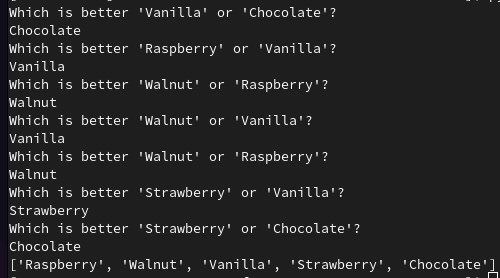 Which is better 'Vanilla' or 'Chocolate'?
Chocolate
Which is better 'Raspberry' or 'Vanilla'?
Vanilla
Which is better 'Walnut' or 'Raspberry'?
Walnut
Which is better 'Walnut' or 'Vanilla'?
Vanilla
Which is better 'Walnut' or 'Raspberry'?
Walnut
Which is better 'Strawberry' or 'Vanilla'?
Strawberry
Which is better 'Strawberry' or 'Chocolate'?
Chocolate
['Raspberry', 'Walnut', 'Vanilla', 'Strawberry', 'Chocolate']